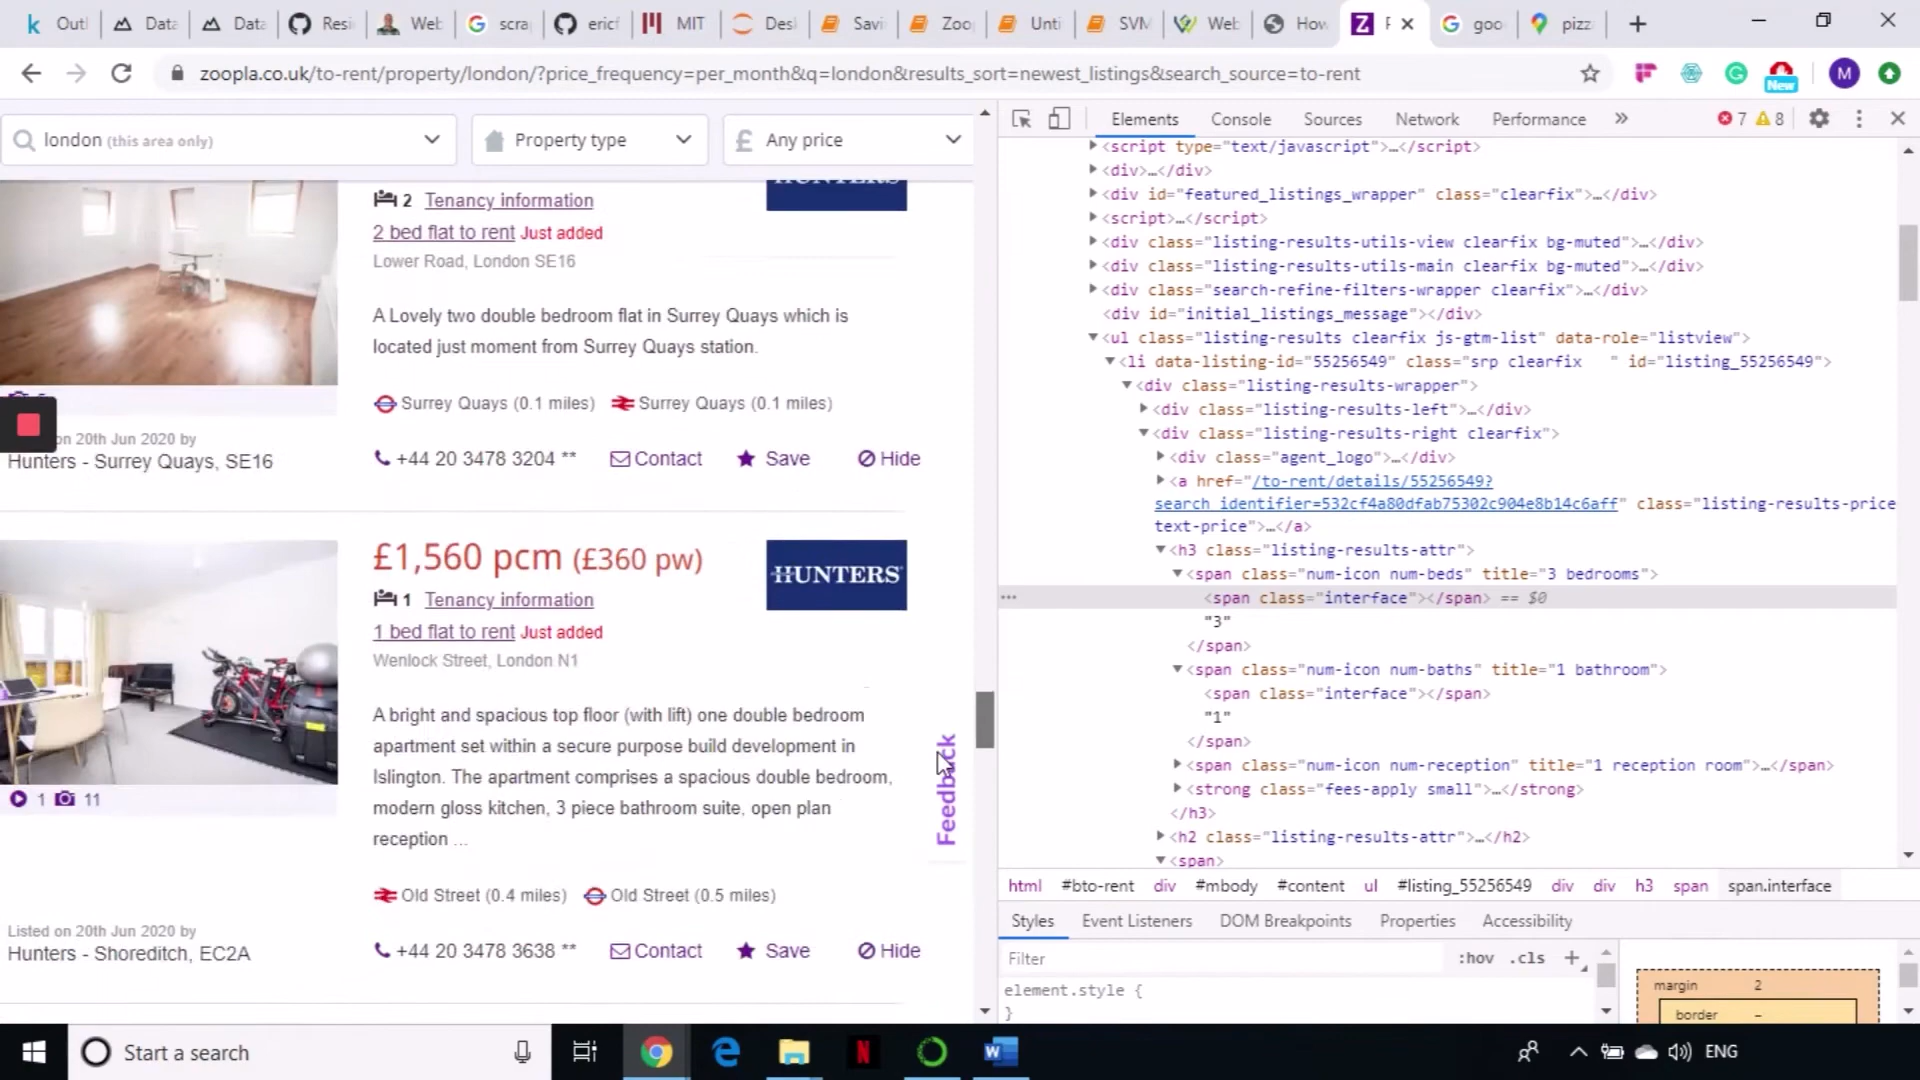 Outl
Data
Data
Resi
Web
scra
ericf
MIT
Desk
Savi
Zoo
Unti
SVM
Web
How
goo
pizz
zoopla.co.uk/to-rent/property/london/?price_frequency=per_month&q=london&results_sort=newest_listings&search_source=to-rent
New
M
london (this area only)
Property type
£ Any price
2 Tenancy information
2 bed flat to rent Just added
Lower Road, London SE16
A Lovely two double bedroom flat in Surrey Quays which is
located just moment from Surrey Quays station.
Surrey Quays (0.1 miles) Surrey Quays (0.1 miles)
on 20th Jun 2020 by
Hunters - Surrey Quays, SE16
+44 20 3478 3204 ** Contact Save Hide
£1,560 pcm (£360 pw)
HUNTERS
1 Tenancy information
1 bed flat to rent Just added
Wenlock Street, London N1
A bright and spacious top floor (with lift) one double bedroom
apartment set within a secure purpose build development in
Islington. The apartment comprises a spacious double bedroom,
modern gloss kitchen, 3 piece bathroom suite, open plan
reception ...
1 11
Feedback
Old Street (0.4 miles) Old Street (0.5 miles)
Listed on 20th Jun 2020 by
Hunters - Shoreditch, EC2A
+44 20 3478 3638 ** Contact Save Hide
Elements Console Sources Network Performance » 7 8
<script type="text/javascript">…</script>
<div>…</div>
<div id="featured_listings_wrapper" class="clearfix">…</div>
<script>…</script>
<div class="listing-results-utils-view clearfix bg-muted">…</div>
<div class="listing-results-utils-main clearfix bg-muted">…</div>
<div class="search-refine-filters-wrapper clearfix">…</div>
<div id="initial_listings_message"></div>
<ul class="listing-results clearfix js-gtm-list" data-role="listview">
<li data-listing-id="55256549" class="srp clearfix   " id="listing_55256549">
<div class="listing-results-wrapper">
<div class="listing-results-left">…</div>
<div class="listing-results-right clearfix">
<div class="agent_logo">…</div>
<a href="/to-rent/details/55256549?
search_identifier=532cf4a80dfab75302c904e8b14c6aff" class="listing-results-price
text-price">…</a>
<h3 class="listing-results-attr">
<span class="num-icon num-beds" title="3 bedrooms">
… <span class="interface"></span> == $0
"3"
</span>
<span class="num-icon num-baths" title="1 bathroom">
<span class="interface"></span>
"1"
</span>
<span class="num-icon num-reception" title="1 reception room">…</span>
<strong class="fees-apply small">…</strong>
</h3>
<h2 class="listing-results-attr">…</h2>
<span>
html #bto-rent div #mbody #content ul #listing_55256549 div div h3 span span.interface
Styles Event Listeners DOM Breakpoints Properties Accessibility
Filter :hov .cls +
element.style {
}
margin 2
border –
Start a search
ENG